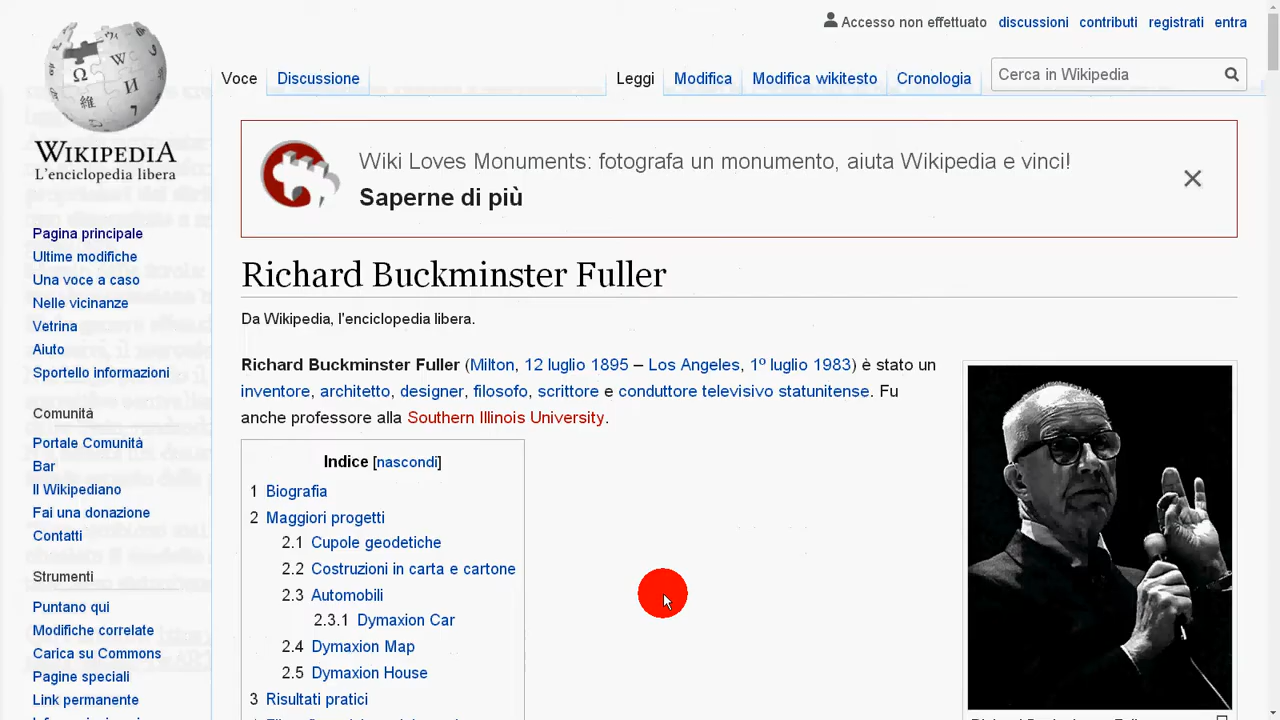 Accesso non effettuato discussioni contributi registrati entra
Voce Discussione Leggi Modifica Modifica wikitesto Cronologia Cerca in Wikipedia
WIKIPEDIA
L'enciclopedia libera
Wiki Loves Monuments: fotografa un monumento, aiuta Wikipedia e vinci!
Saperne di più
Pagina principale
Ultime modifiche
Una voce a caso
Nelle vicinanze
Vetrina
Aiuto
Sportello informazioni
Comunità
Portale Comunità
Bar
Il Wikipediano
Fai una donazione
Contatti
Strumenti
Puntano qui
Modifiche correlate
Carica su Commons
Pagine speciali
Link permanente
Richard Buckminster Fuller
Da Wikipedia, l'enciclopedia libera.
Richard Buckminster Fuller (Milton, 12 luglio 1895 – Los Angeles, 1º luglio 1983) è stato un
inventore, architetto, designer, filosofo, scrittore e conduttore televisivo statunitense. Fu
anche professore alla Southern Illinois University.
Indice [nascondi]
1 Biografia
2 Maggiori progetti
2.1 Cupole geodetiche
2.2 Costruzioni in carta e cartone
2.3 Automobili
2.3.1 Dymaxion Car
2.4 Dymaxion Map
2.5 Dymaxion House
3 Risultati pratici